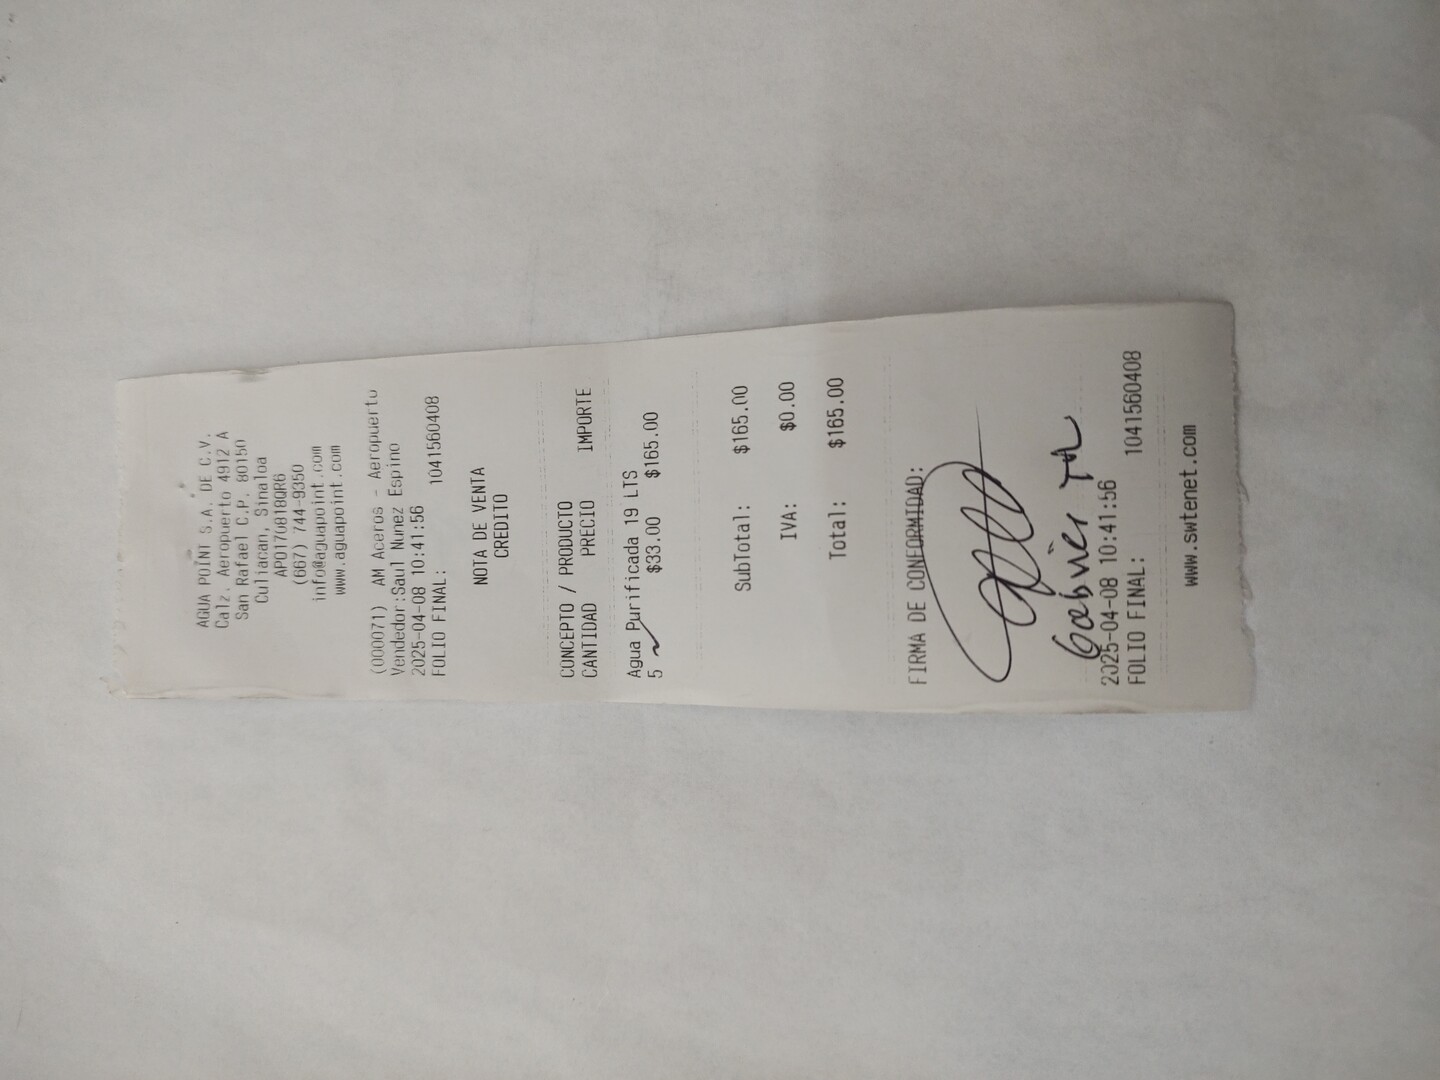 AGUA POINT S.A. DE C.V.
Calz. Aeropuerto 4912 A
San Rafael C.P. 80150
Culiacan, Sinaloa
APO170818QR6
(667) 744-9350
info@aguapoint.com
www.aguapoint.com
(000071) AM Aceros - Aeropuerto
Vendedor:Saul Nunez Espino
2025-04-08 10:41:56
FOLIO FINAL: 1041560408
NOTA DE VENTA
CREDITO
CONCEPTO / PRODUCTO
CANTIDAD PRECIO IMPORTE
Agua Purificada 19 LTS
5 $33.00 $165.00
SubTotal: $165.00
IVA: $0.00
Total: $165.00
FIRMA DE CONFORMIDAD:
Gabriel
2025-04-08 10:41:56
FOLIO FINAL: 1041560408
www.swtenet.com